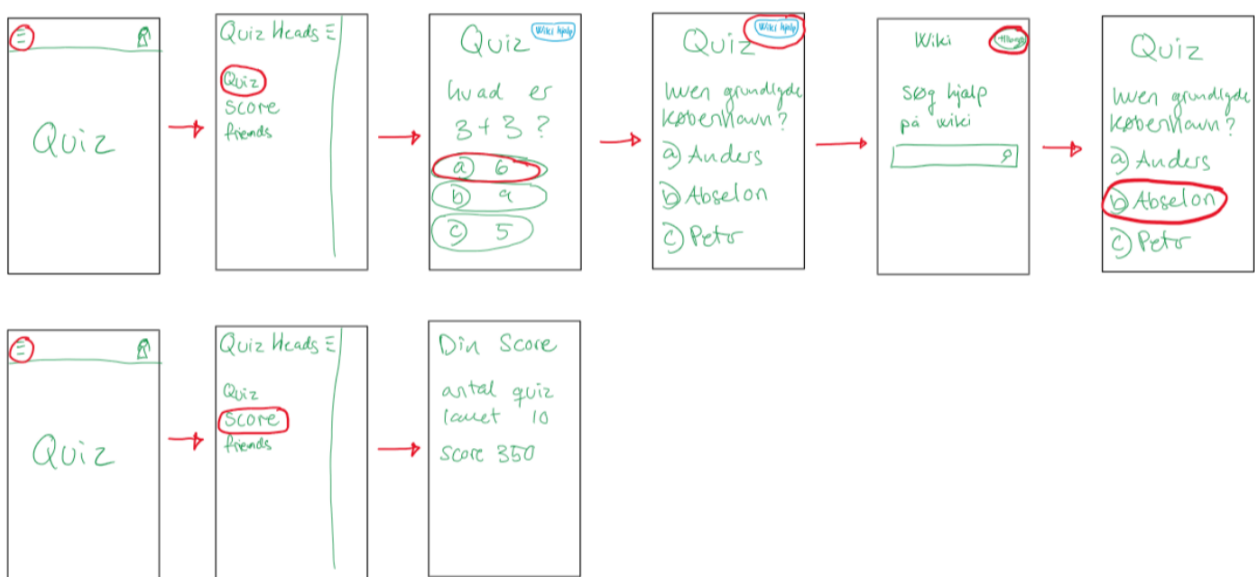 Quiz
Quiz Heads
Quiz
score
friends
Quiz
Wiki hjælp
hvad er
3 + 3 ?
a) 6
b) 9
c) 5
Quiz
Wiki hjælp
hvem grundlagde
København?
a) Anders
b) Abselon
c) Peter
Wiki
søg hjælp
på wiki
Quiz
hvem grundlagde
København?
a) Anders
b) Abselon
c) Peter
Quiz
Quiz Heads
Quiz
score
friends
Din Score
antal quiz
lavet 10
score 350